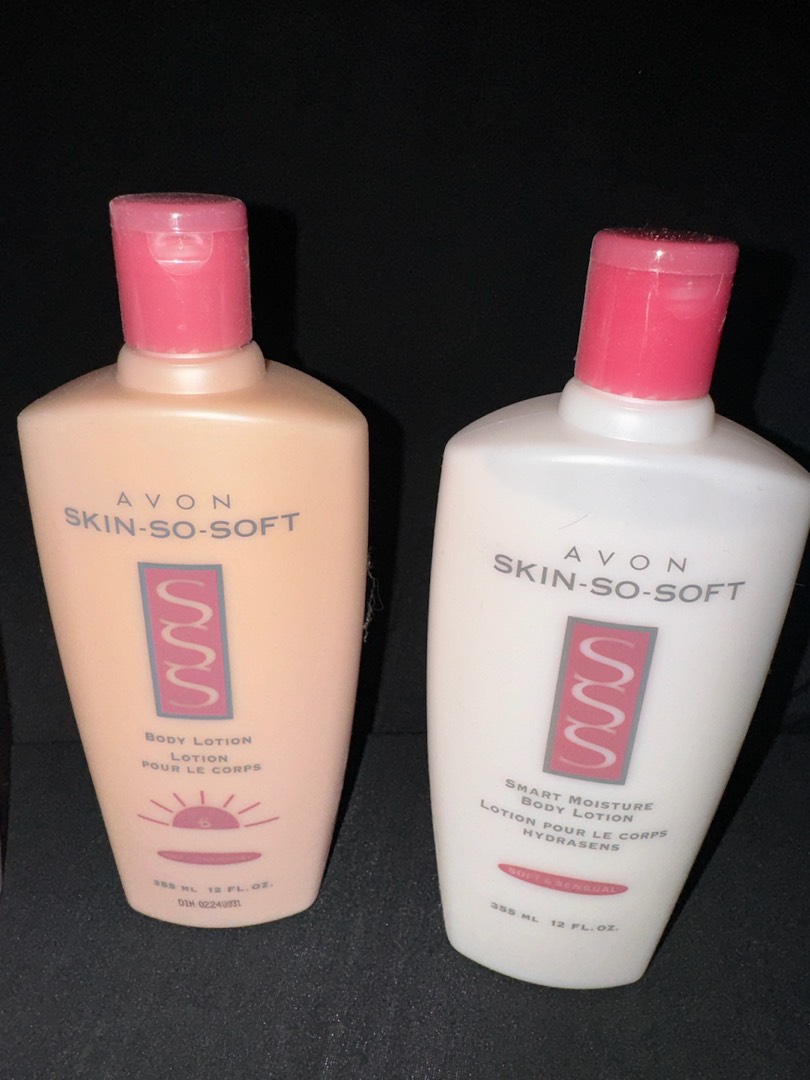 AVON
SKIN-SO-SOFT
SSS
BODY LOTION
LOTION
POUR LE CORPS
355 ML 12 FL. OZ.
AVON
SKIN-SO-SOFT
SSS
SMART MOISTURE
BODY LOTION
LOTION POUR LE CORPS
HYDRASENS
SOFT & SENSUAL
355 ML 12 FL. OZ.